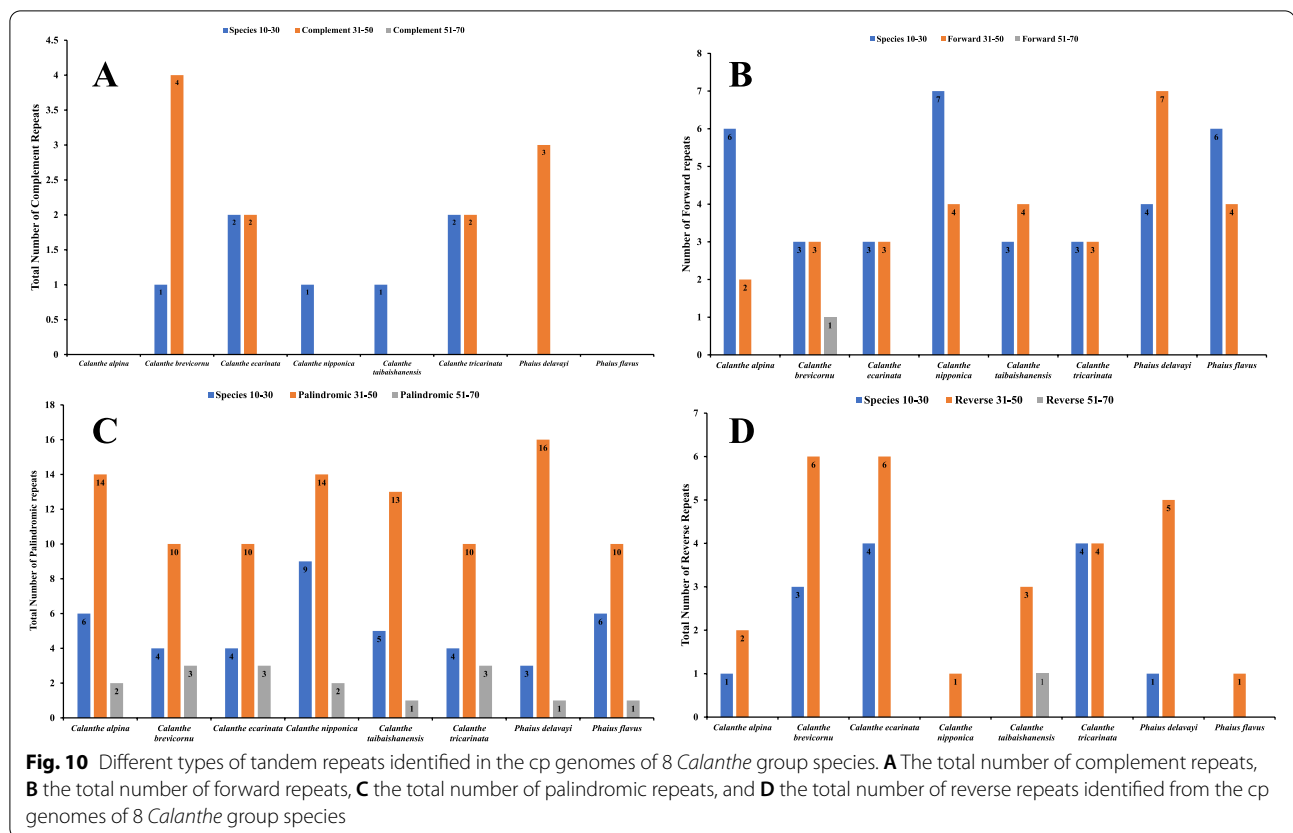 Species 10-30 Complement 31-50 Complement 51-70
A
Total Number of Complement Repeats
4.5
4
3.5
3
2.5
2
1.5
1
0.5
0
1 4 2 2 1 1 2 2 3
Calanthe alpina Calanthe brevicornu Calanthe ecarinata Calanthe nipponica Calanthe taibaishanensis Calanthe tricarinata Phaius delavayi Phaius flavus
Species 10-30 Forward 31-50 Forward 51-70
B
Number of Forward repeats
8
7
6
5
4
3
2
1
0
6 2 3 3 1 3 3 7 4 3 4 3 3 4 7 6 4
Calanthe alpina Calanthe brevicornu Calanthe ecarinata Calanthe nipponica Calanthe taibaishanensis Calanthe tricarinata Phaius delavayi Phaius flavus
Species 10-30 Palindromic 31-50 Palindromic 51-70
C
Total Number of Palindromic repeats
18
16
14
12
10
8
6
4
2
0
6 14 2 4 10 3 4 10 3 9 14 2 5 13 1 4 10 3 3 16 1 6 10 1
Calanthe alpina Calanthe brevicornu Calanthe ecarinata Calanthe nipponica Calanthe taibaishanensis Calanthe tricarinata Phaius delavayi Phaius flavus
Species 10-30 Reverse 31-50 Reverse 51-70
D
Total Number of Reverse Repeats
7
6
5
4
3
2
1
0
1 2 3 6 4 6 1 3 1 4 4 1 5 1
Calanthe alpina Calanthe brevicornu Calanthe ecarinata Calanthe nipponica Calanthe taibaishanensis Calanthe tricarinata Phaius delavayi Phaius flavus
Fig. 10 Different types of tandem repeats identified in the cp genomes of 8 Calanthe group species. A The total number of complement repeats,
B the total number of forward repeats, C the total number of palindromic repeats, and D the total number of reverse repeats identified from the cp
genomes of 8 Calanthe group species